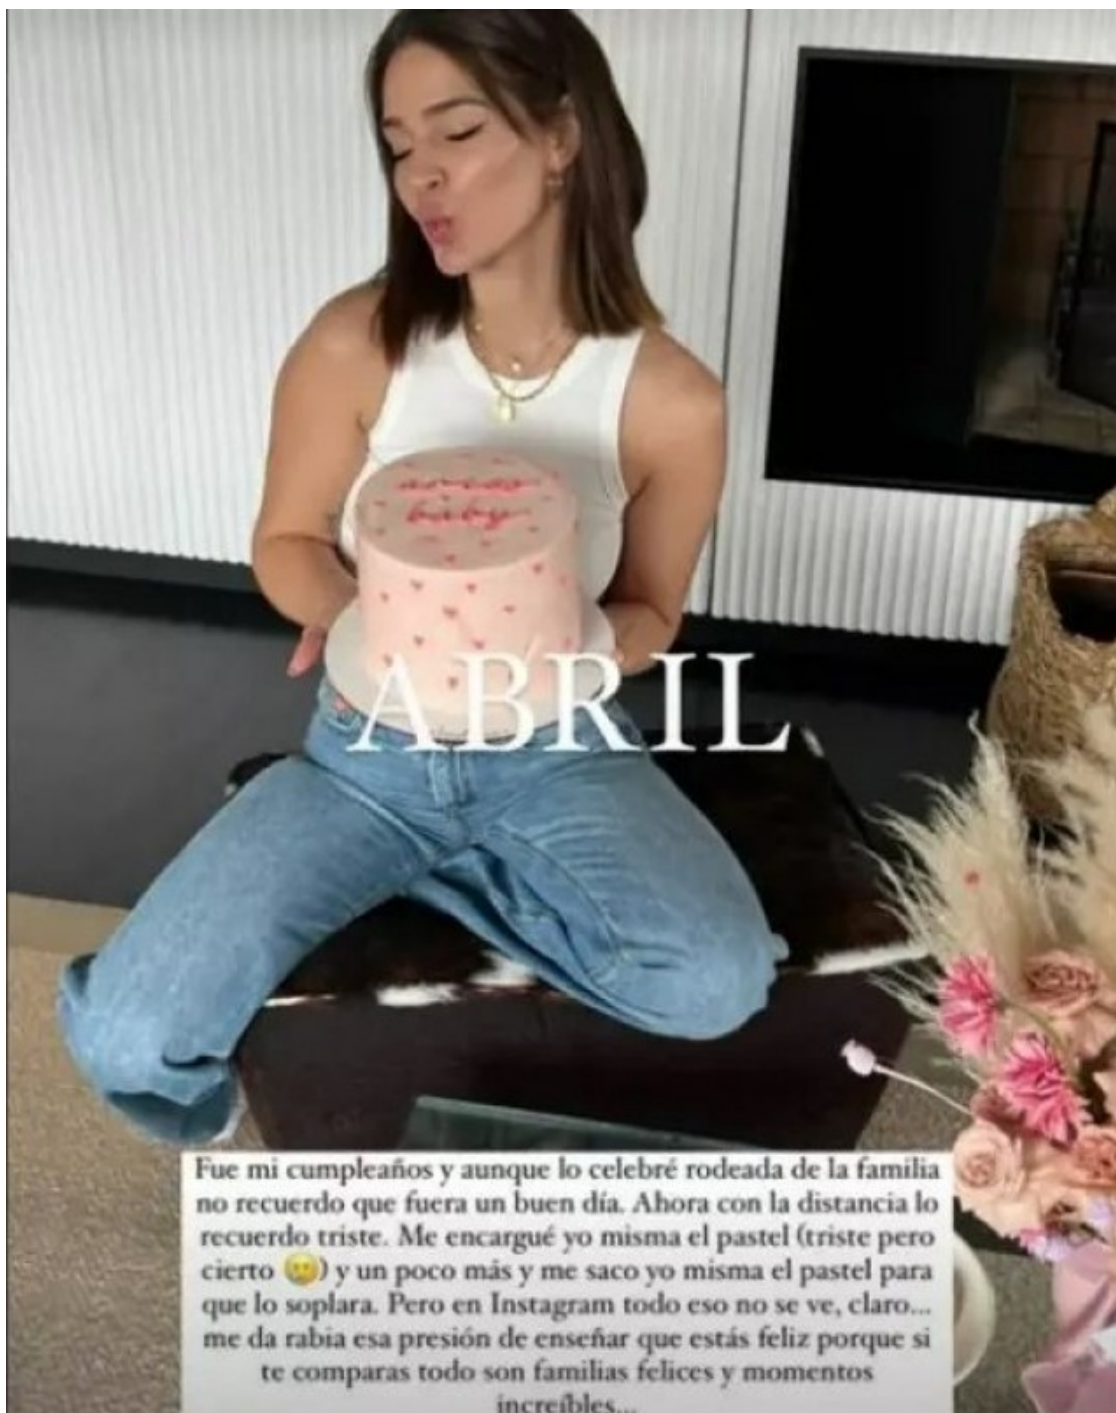 baby
ABRIL
Fue mi cumpleaños y aunque lo celebré rodeada de la familia
no recuerdo que fuera un buen día. Ahora con la distancia lo
recuerdo triste. Me encargué yo misma el pastel (triste pero
cierto 🫤) y un poco más y me saco yo misma el pastel para
que lo soplara. Pero en Instagram todo eso no se ve, claro...
me da rabia esa presión de enseñar que estás feliz porque si
te comparas todo son familias felices y momentos
increíbles...